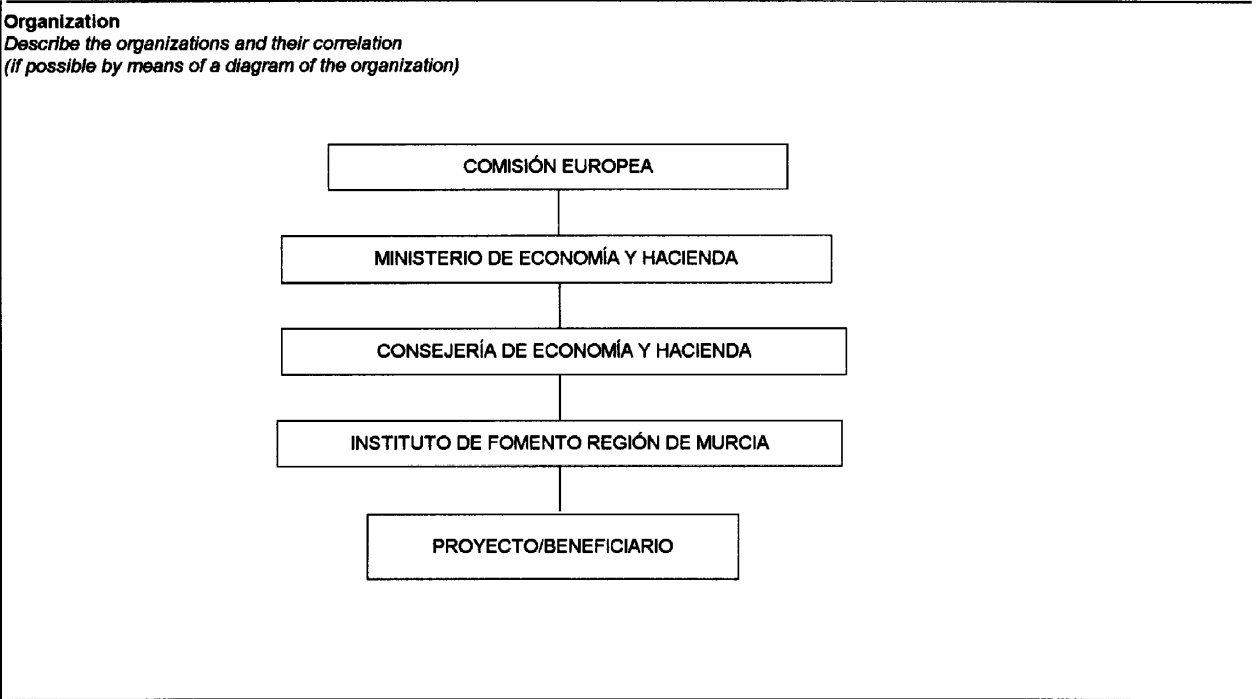 Organization
Describe the organizations and their correlation
(if possible by means of a diagram of the organization)
COMISIÓN EUROPEA
MINISTERIO DE ECONOMÍA Y HACIENDA
CONSEJERÍA DE ECONOMÍA Y HACIENDA
INSTITUTO DE FOMENTO REGIÓN DE MURCIA
PROYECTO/BENEFICIARIO